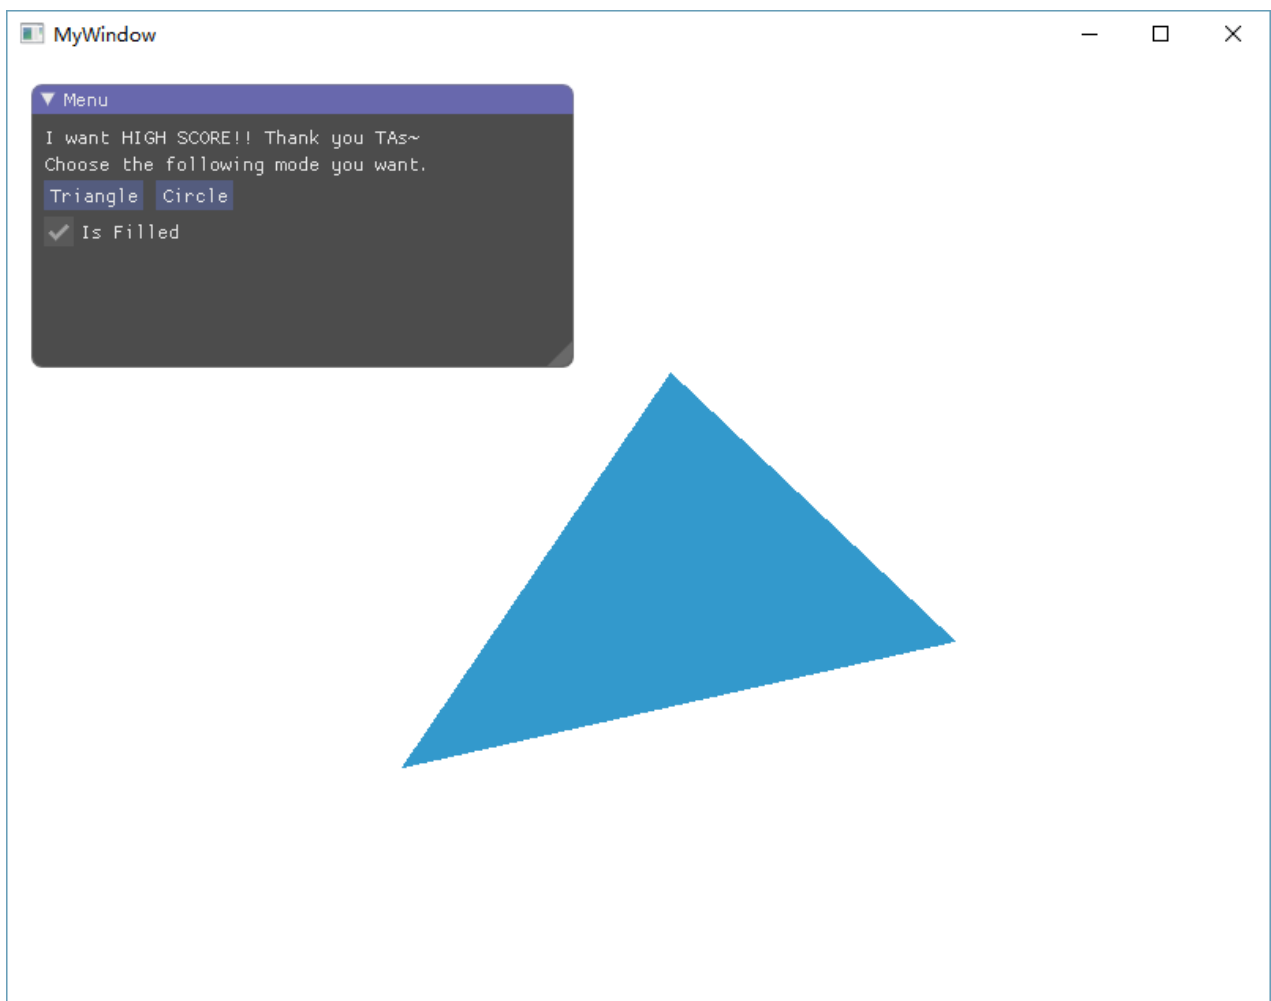 MyWindow
Menu
I want HIGH SCORE!! Thank you TAs~
Choose the following mode you want.
Triangle Circle
Is Filled